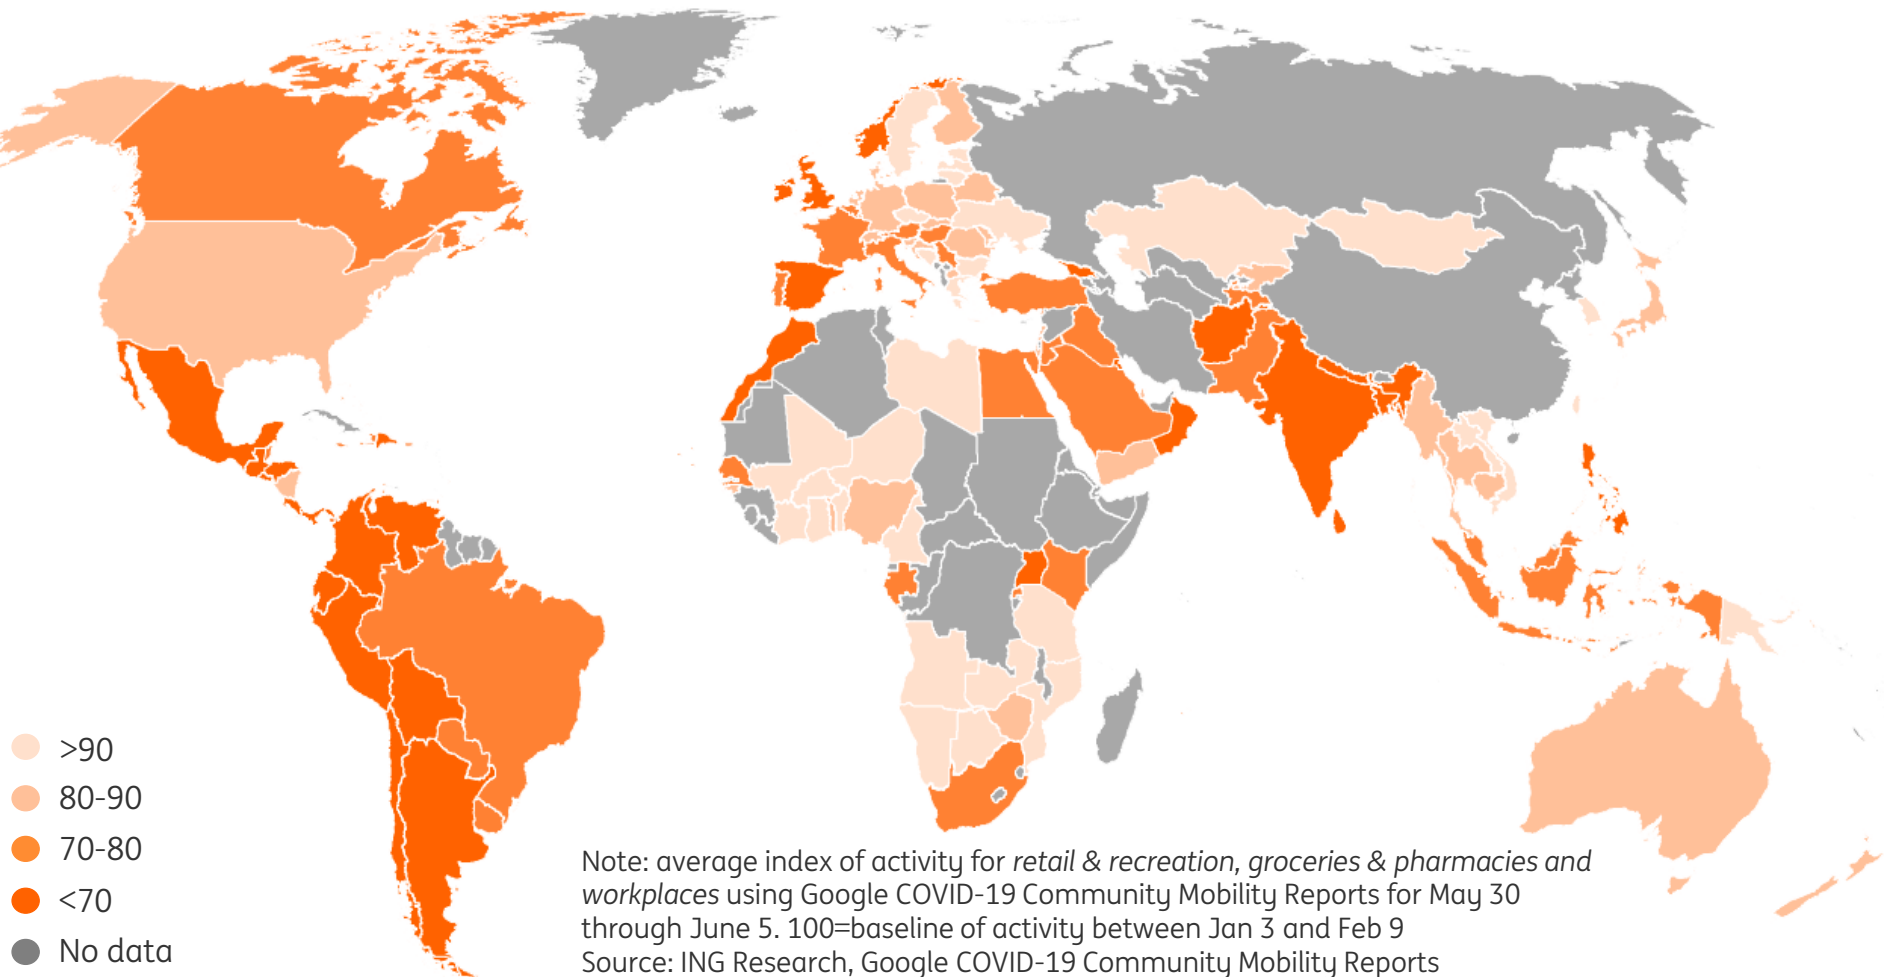 >90
80-90
70-80
<70
No data
Note: average index of activity for retail & recreation, groceries & pharmacies and
workplaces using Google COVID-19 Community Mobility Reports for May 30
through June 5. 100=baseline of activity between Jan 3 and Feb 9
Source: ING Research, Google COVID-19 Community Mobility Reports